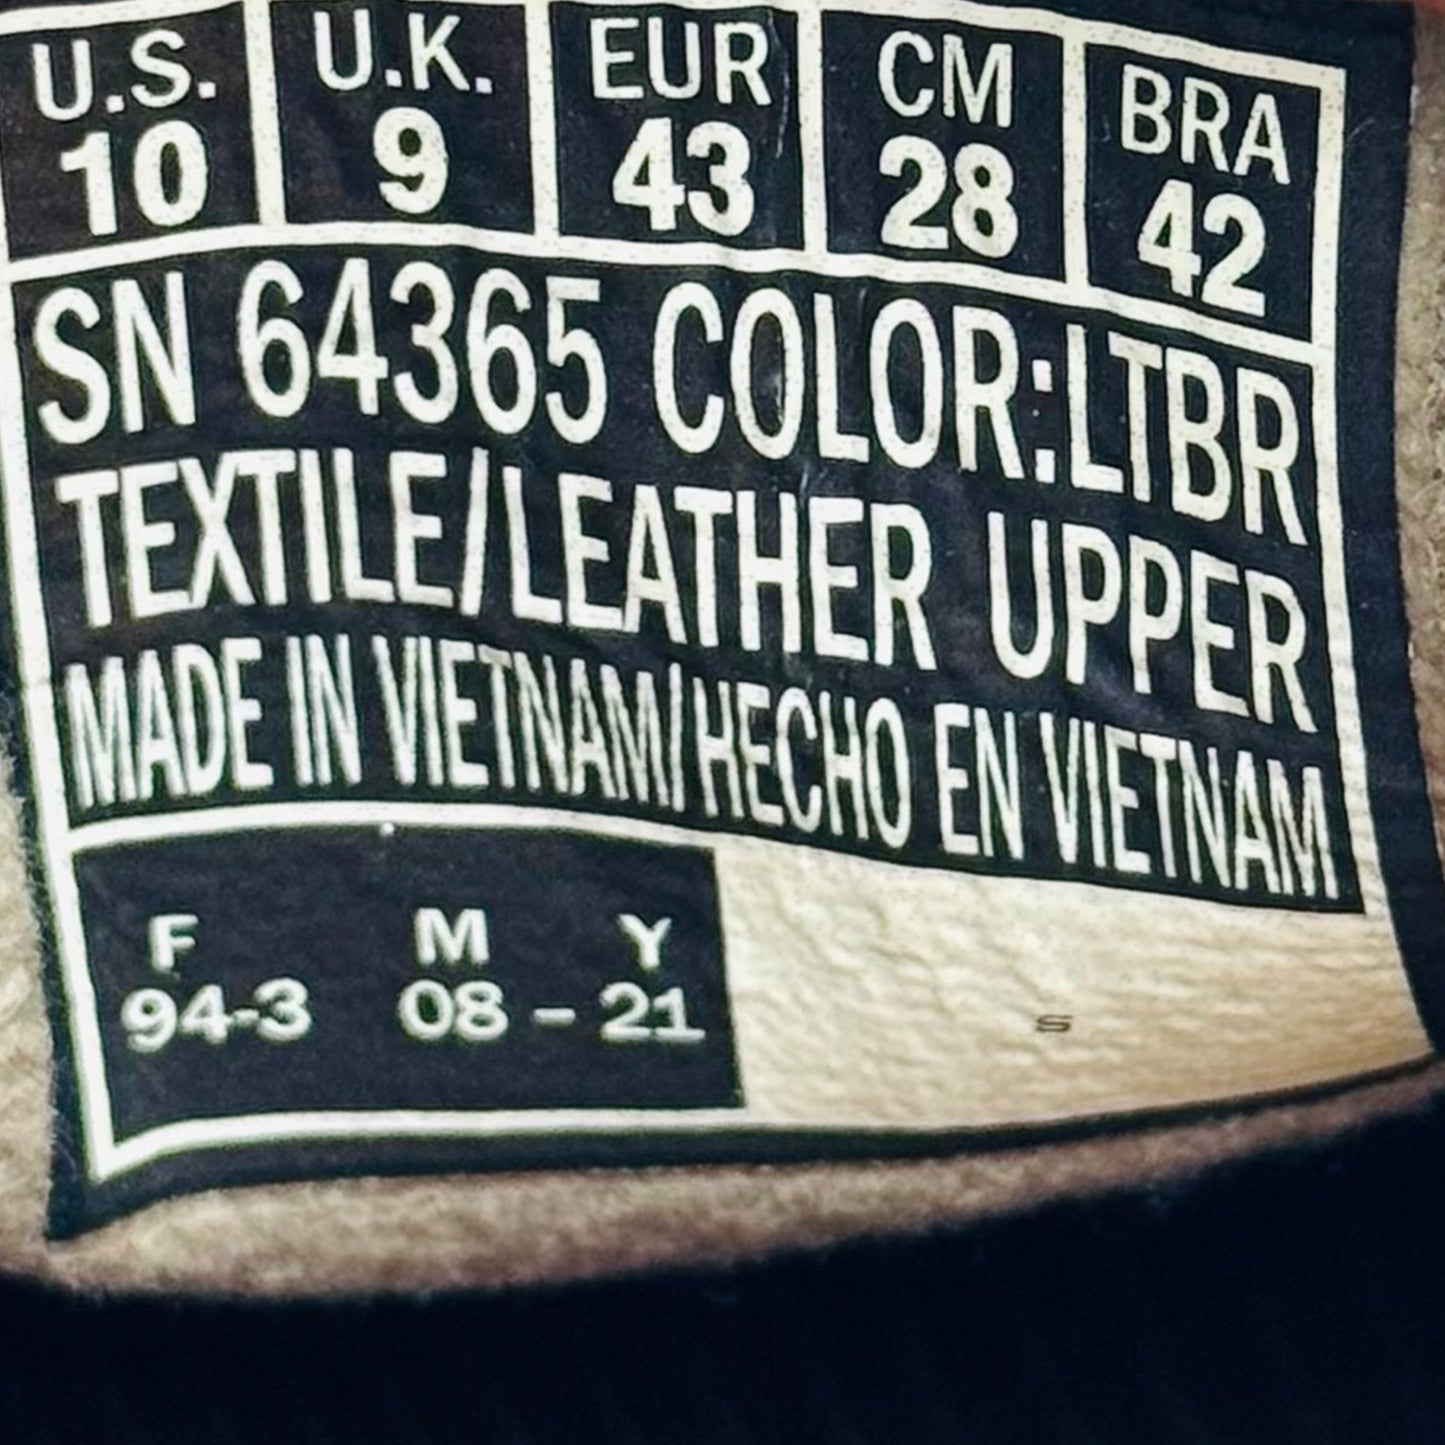 U.S. U.K. EUR CM BRA
10 9 43 28 42
SN 64365 COLOR:LTBR
TEXTILE/LEATHER UPPER
MADE IN VIETNAM/HECHO EN VIETNAM
F M Y
94-3 08 - 21
S